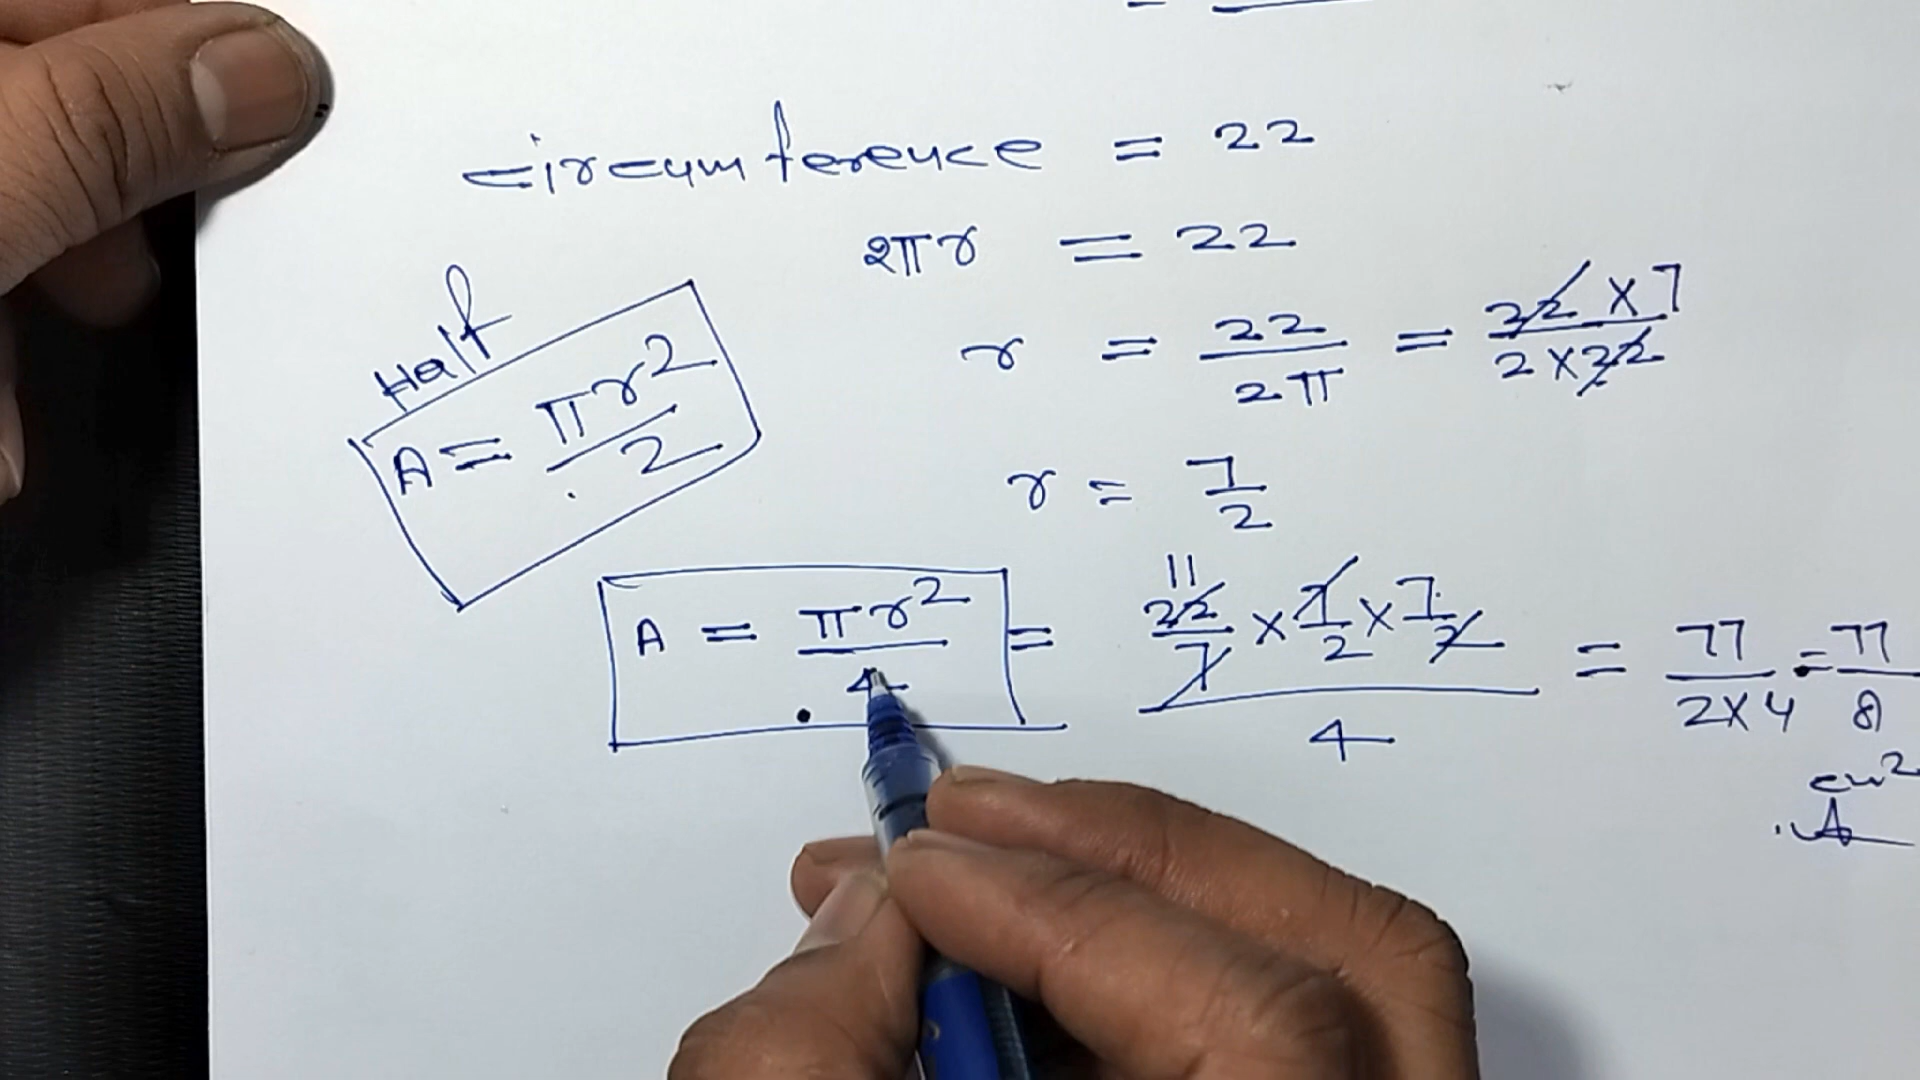 circumference = 22
2πr = 22
r = 22/2π = 22×7/2×22
Half
A = πr²/2
r = 7/2
A = πr²/4 = 22/7 × 7/2 × 7/2 / 4 = 77/2×4 = 77/8
11
cm²
A